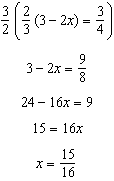 3/2 (2/3 (3 − 2x) = 3/4)
3 − 2x = 9/8
24 − 16x = 9
15 = 16x
x = 15/16